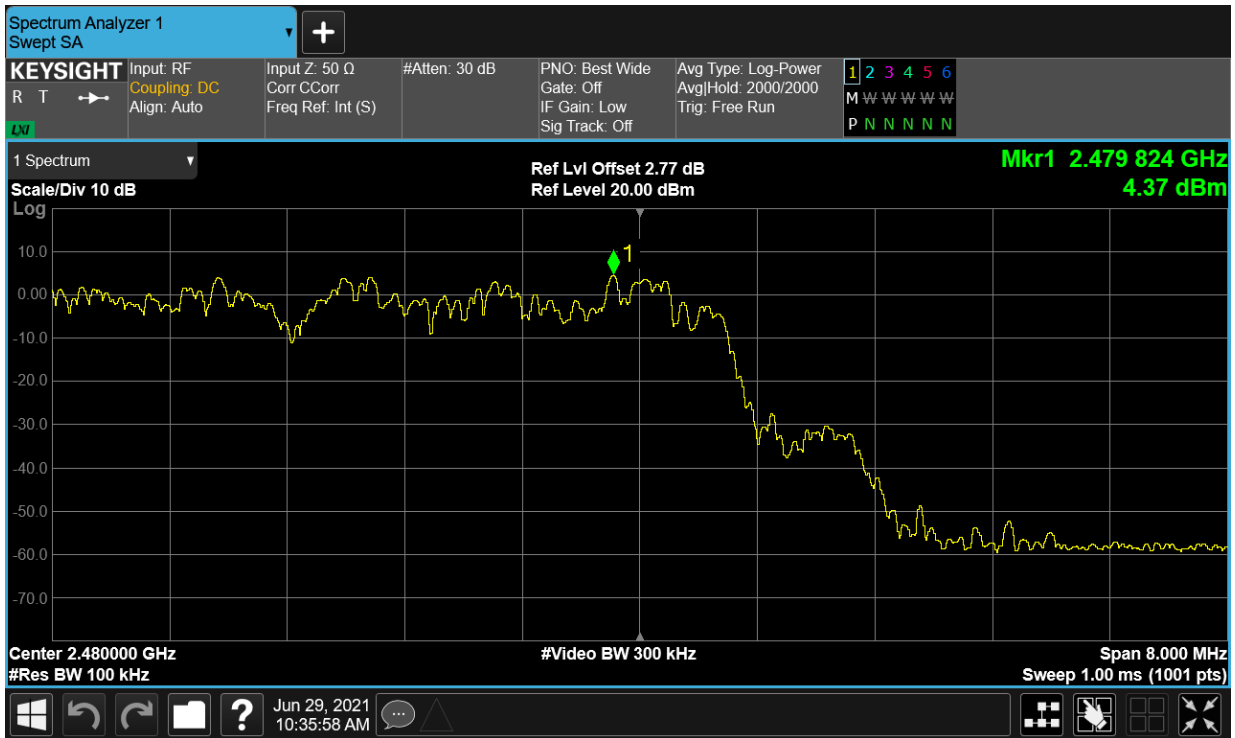 Spectrum Analyzer 1
Swept SA
+
KEYSIGHT
R T
LXI
Input: RF
Coupling: DC
Align: Auto
Input Z: 50 Ω
Corr CCorr
Freq Ref: Int (S)
#Atten: 30 dB
PNO: Best Wide
Gate: Off
IF Gain: Low
Sig Track: Off
Avg Type: Log-Power
Avg|Hold: 2000/2000
Trig: Free Run
1 2 3 4 5 6
M W W W W W
P N N N N N
1 Spectrum
Scale/Div 10 dB
Log
Ref Lvl Offset 2.77 dB
Ref Level 20.00 dBm
Mkr1 2.479 824 GHz
4.37 dBm
1
10.0
0.00
-10.0
-20.0
-30.0
-40.0
-50.0
-60.0
-70.0
Center 2.480000 GHz
#Res BW 100 kHz
#Video BW 300 kHz
Span 8.000 MHz
Sweep 1.00 ms (1001 pts)
?
Jun 29, 2021
10:35:58 AM